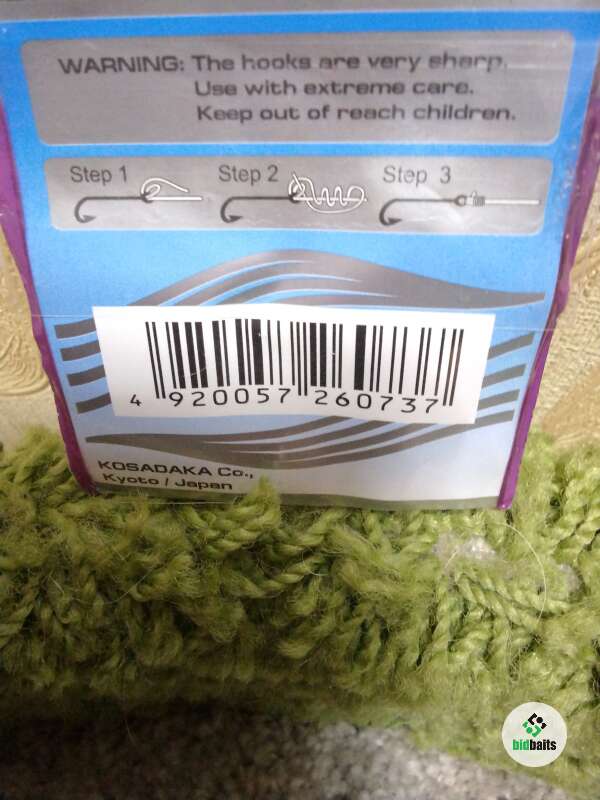 WARNING: The hooks are very sharp.
Use with extreme care.
Keep out of reach children.
Step 1 Step 2 Step 3
4 920057 260737
KOSADAKA Co.,
Kyoto / Japan
bidbaits